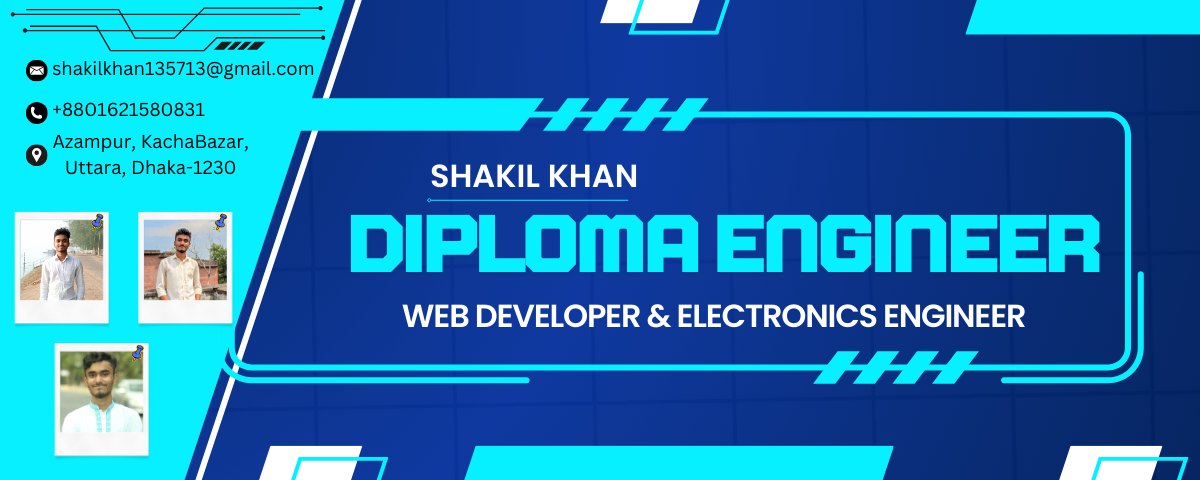 shakilkhan135713@gmail.com
+8801621580831
Azampur, KachaBazar,
Uttara, Dhaka-1230
SHAKIL KHAN
DIPLOMA ENGINEER
WEB DEVELOPER & ELECTRONICS ENGINEER